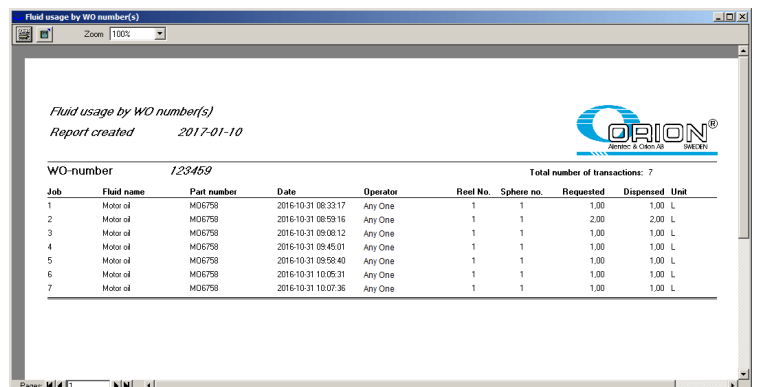 Fluid usage by WO number(s)
Zoom 100%
Fluid usage by WO number(s)
Report created 2017-01-10
ORION®
Alentec & Orion AB SWEDEN
WO-number 123459 Total number of transactions: 7
Job Fluid name Part number Date Operator Reel No. Sphere no. Requested Dispensed Unit
1 Motor oil MO6758 2016-10-31 08:33:17 Any One 1 1 1,00 1,00 L
2 Motor oil MO6758 2016-10-31 08:59:16 Any One 1 1 2,00 2,00 L
3 Motor oil MO6758 2016-10-31 09:08:12 Any One 1 1 1,00 1,00 L
4 Motor oil MO6758 2016-10-31 09:45:01 Any One 1 1 1,00 1,00 L
5 Motor oil MO6758 2016-10-31 09:58:40 Any One 1 1 1,00 1,00 L
6 Motor oil MO6758 2016-10-31 10:05:31 Any One 1 1 1,00 1,00 L
7 Motor oil MO6758 2016-10-31 10:07:36 Any One 1 1 1,00 1,00 L
Pages: 1